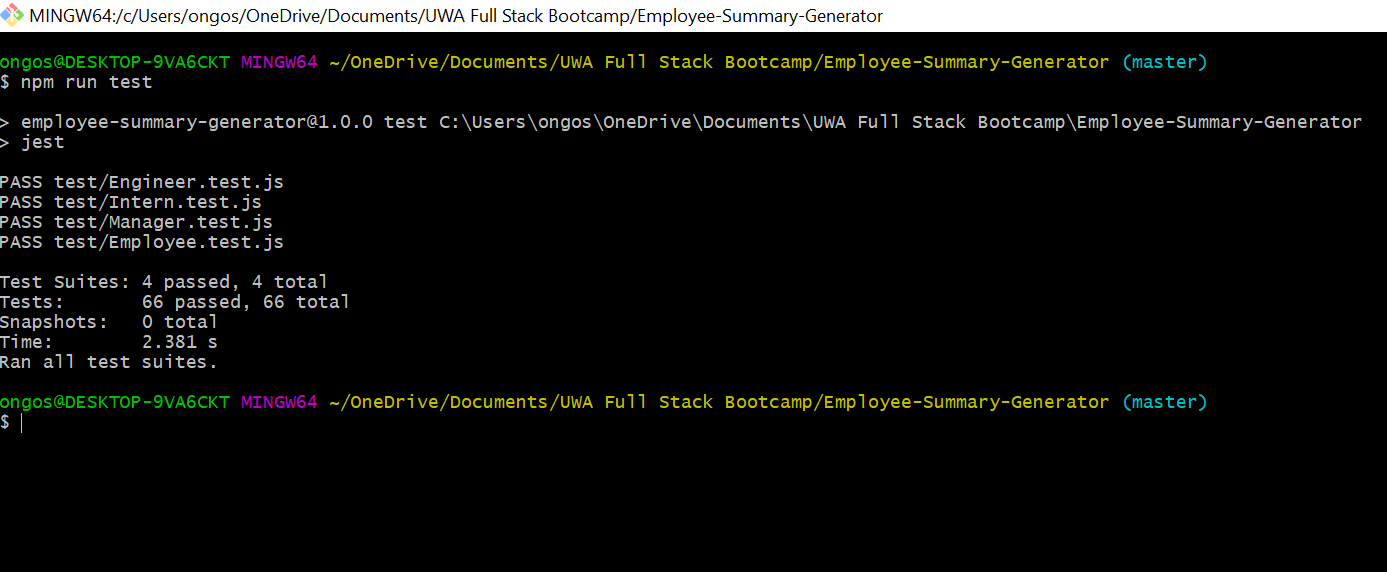 MINGW64:/c/Users/ongos/OneDrive/Documents/UWA Full Stack Bootcamp/Employee-Summary-Generator
ongos@DESKTOP-9VA6CKT MINGW64 ~/OneDrive/Documents/UWA Full Stack Bootcamp/Employee-Summary-Generator (master)
$ npm run test
> employee-summary-generator@1.0.0 test C:\Users\ongos\OneDrive\Documents\UWA Full Stack Bootcamp\Employee-Summary-Generator
> jest
PASS test/Engineer.test.js
PASS test/Intern.test.js
PASS test/Manager.test.js
PASS test/Employee.test.js
Test Suites: 4 passed, 4 total
Tests:       66 passed, 66 total
Snapshots:   0 total
Time:        2.381 s
Ran all test suites.
ongos@DESKTOP-9VA6CKT MINGW64 ~/OneDrive/Documents/UWA Full Stack Bootcamp/Employee-Summary-Generator (master)
$